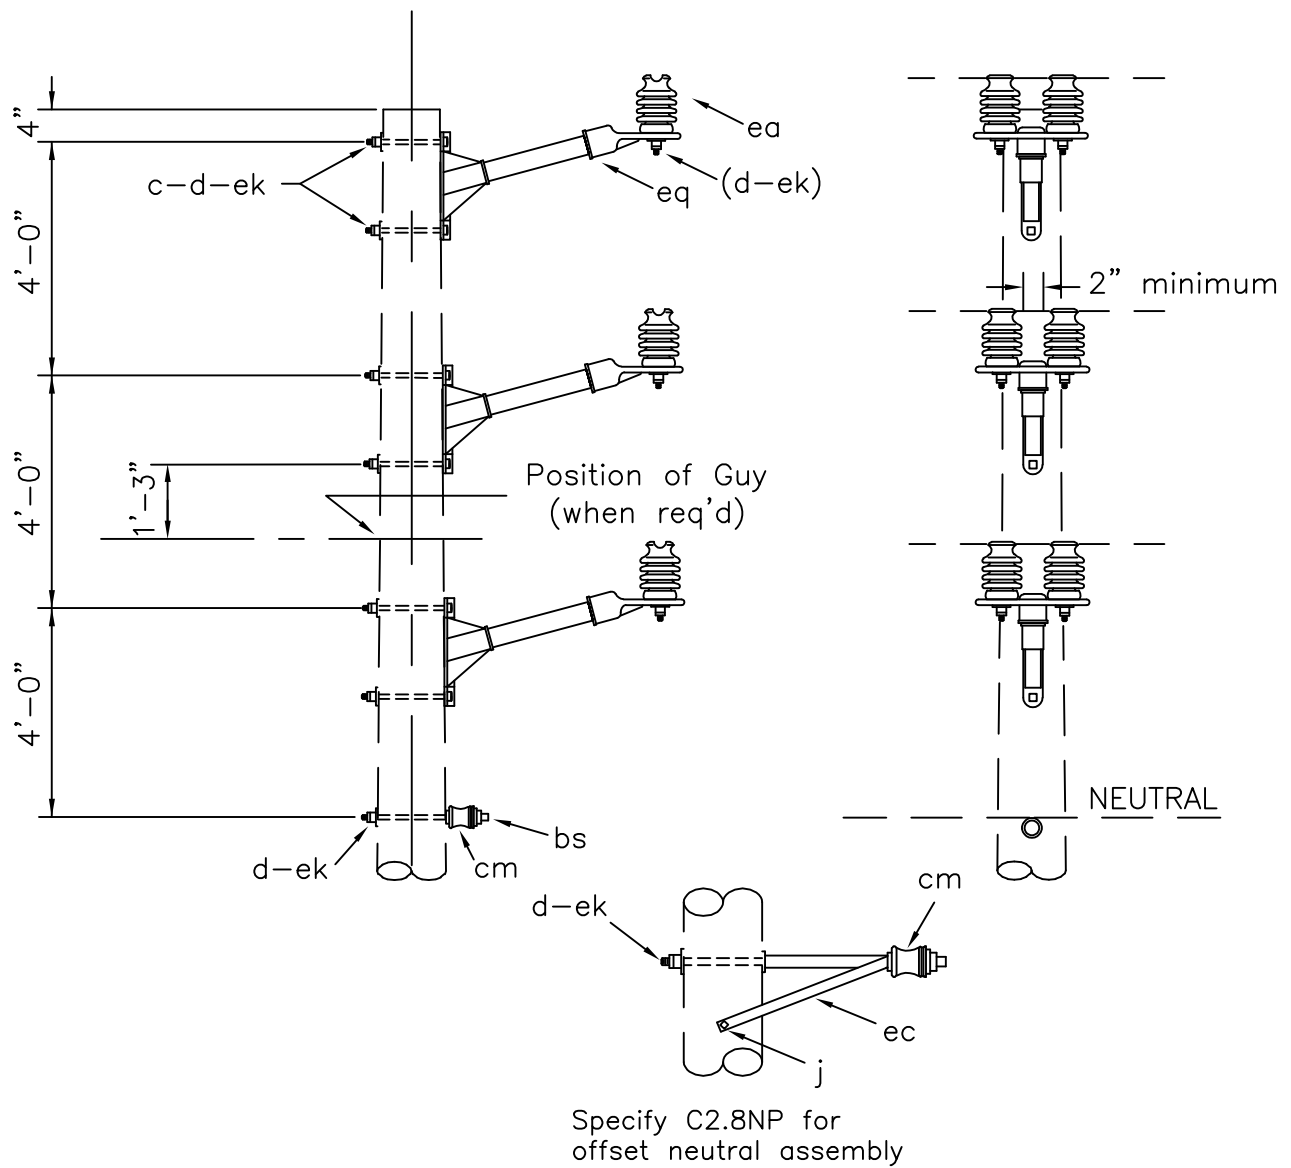 4”
4'-0”
4'-0”
1'-3”
4'-0”
c-d-ek
ea
(d-ek)
eq
2” minimum
Position of Guy
(when req'd)
NEUTRAL
bs
d-ek
cm
d-ek
cm
ec
j
Specify C2.8NP for
offset neutral assembly